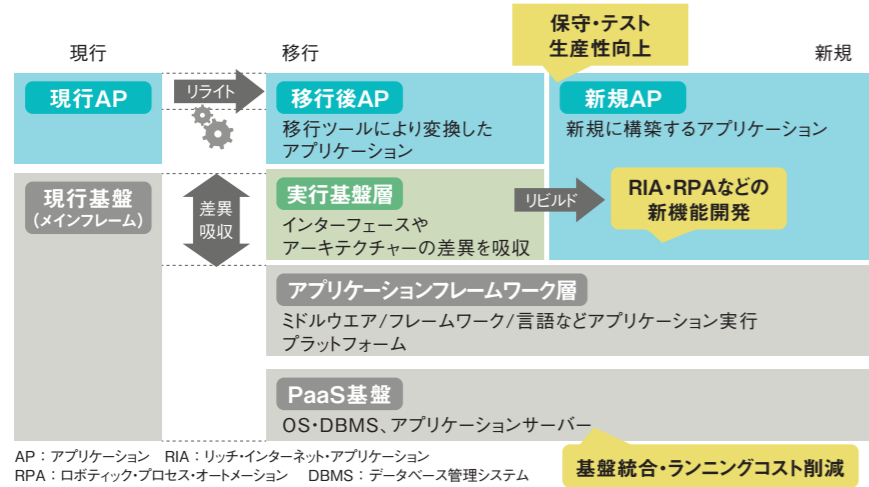 現行
移行
新規
保守・テスト
生産性向上
現行AP
リライト
移行後AP
移行ツールにより変換した
アプリケーション
新規AP
新規に構築するアプリケーション
現行基盤
(メインフレーム)
差異
吸収
実行基盤層
インターフェースや
アーキテクチャーの差異を吸収
リビルド
RIA・RPAなどの
新機能開発
アプリケーションフレームワーク層
ミドルウエア/フレームワーク/言語などアプリケーション実行
プラットフォーム
PaaS基盤
OS・DBMS、アプリケーションサーバー
基盤統合・ランニングコスト削減
AP：アプリケーション　RIA：リッチ・インターネット・アプリケーション
RPA：ロボティック・プロセス・オートメーション　DBMS：データベース管理システム